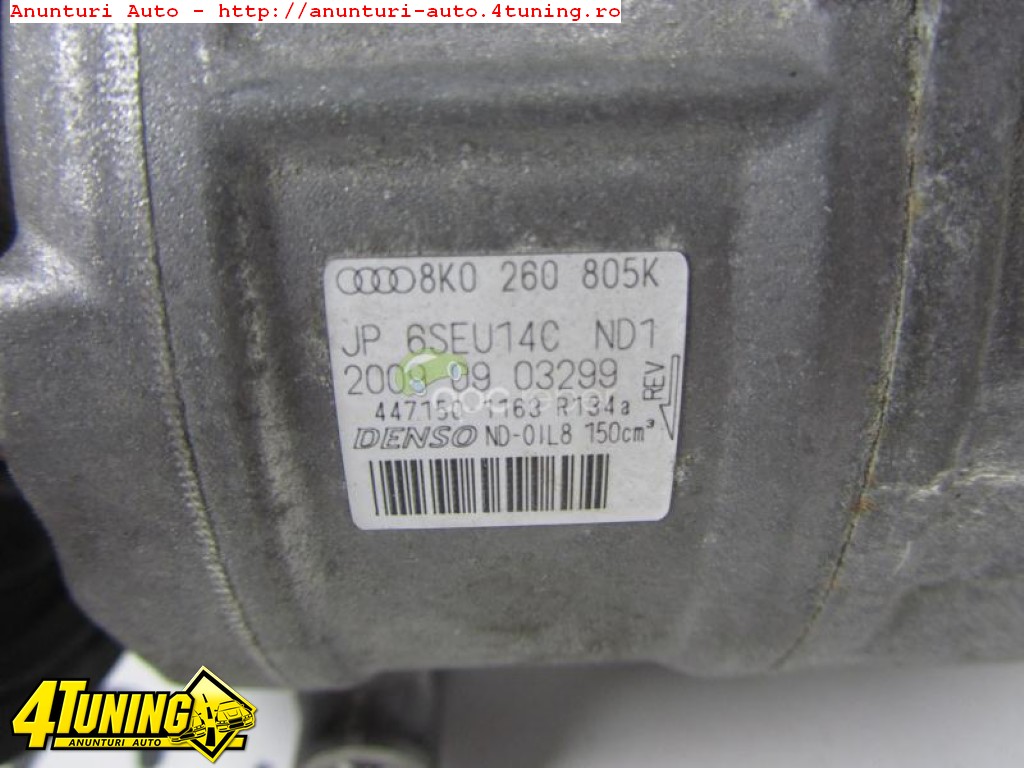 Anunturi Auto - http://anunturi-auto.4tuning.ro
8K0 260 805K
JP 6SEU14C ND1
09 03299
REV
R134a
DENSO ND-OIL8 150cm³
4TUNING
ANUNTURI AUTO